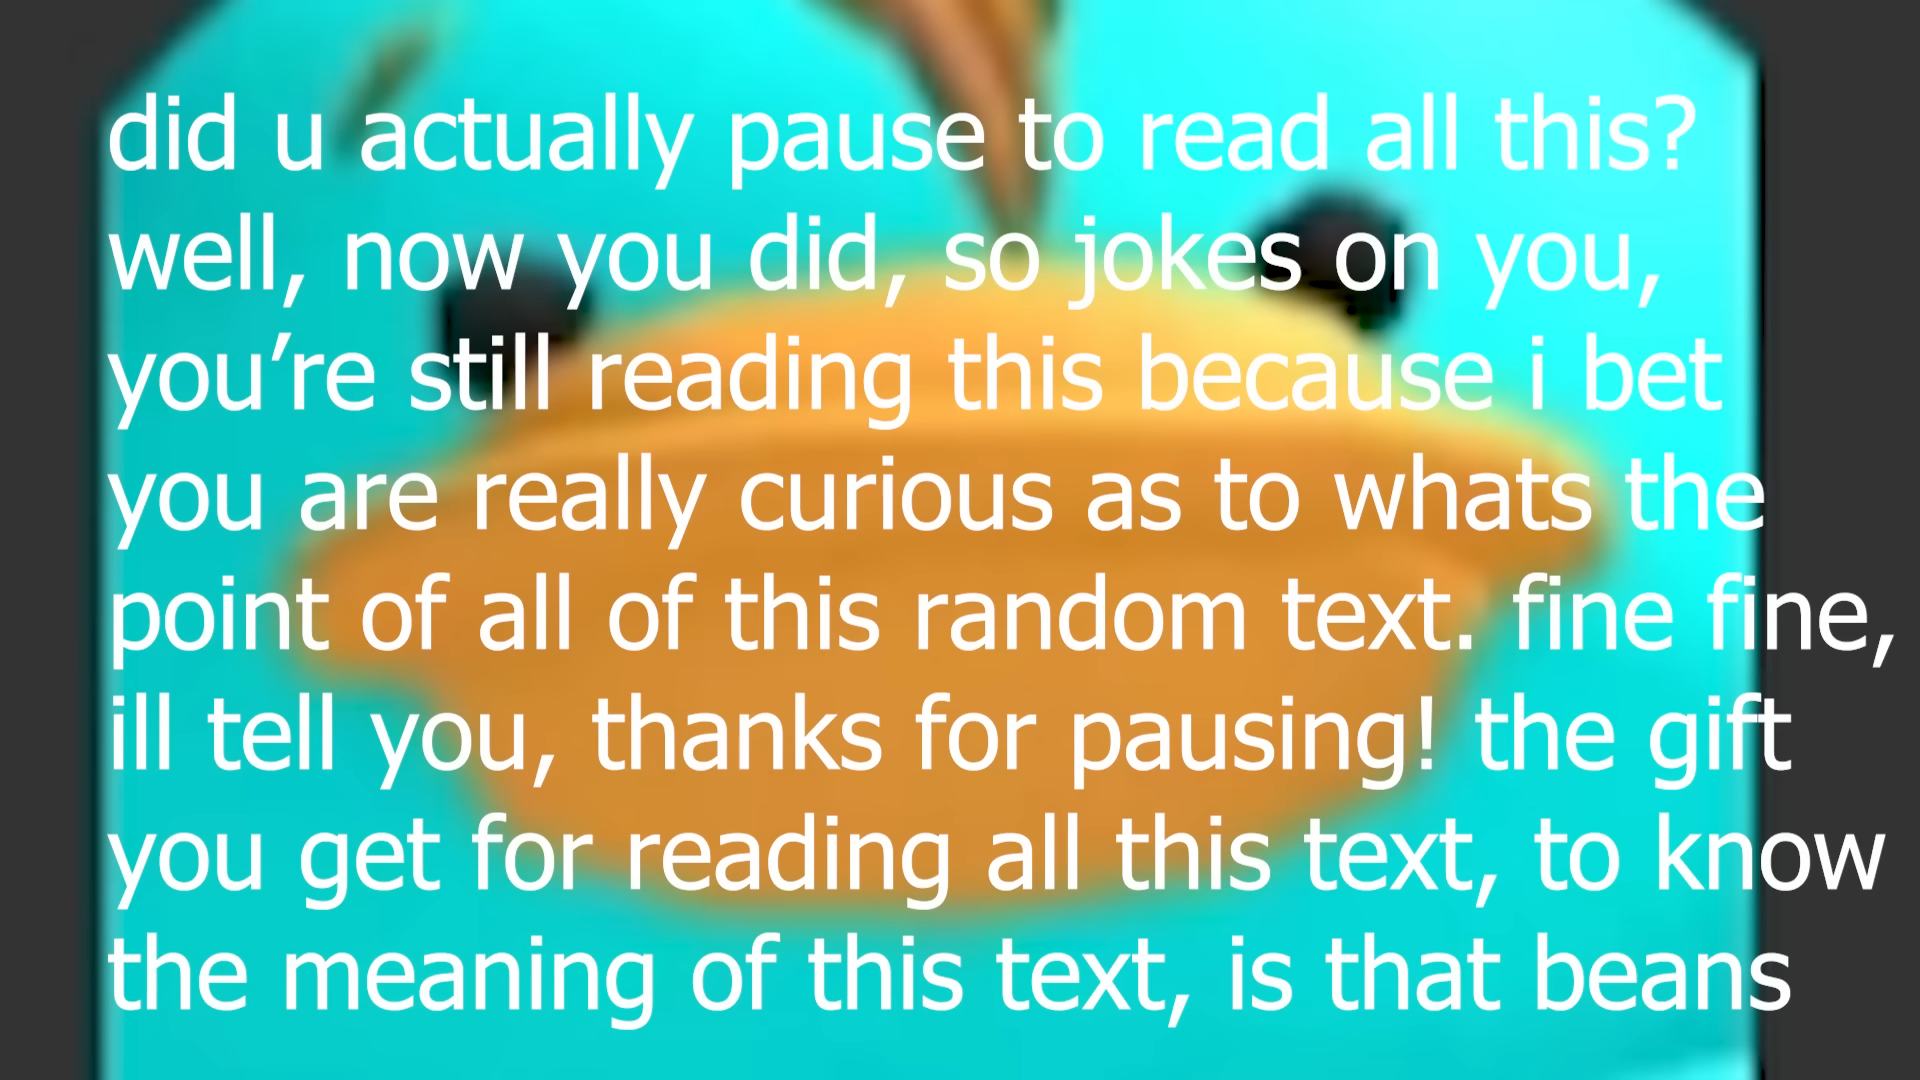 did u actually pause to read all this?
well, now you did, so jokes on you,
you’re still reading this because i bet
you are really curious as to whats the
point of all of this random text. fine fine,
ill tell you, thanks for pausing! the gift
you get for reading all this text, to know
the meaning of this text, is that beans